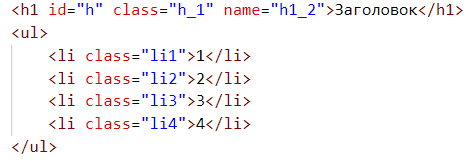 <h1 id="h" class="h_1" name="h1_2">Заголовок</h1>
<ul>
    <li class="li1">1</li>
    <li class="li2">2</li>
    <li class="li3">3</li>
    <li class="li4">4</li>
</ul>